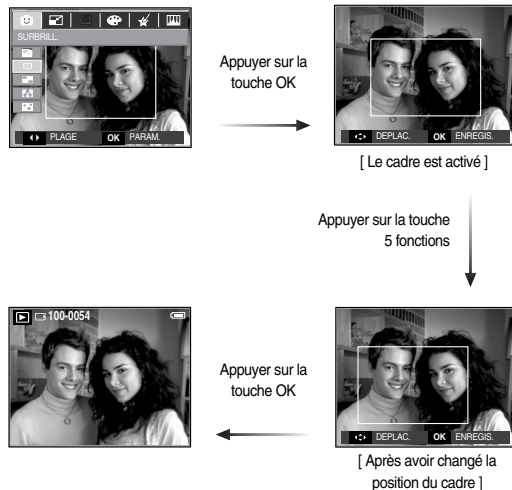 SURBRILL.
PLAGE OK PARAM.
Appuyer sur la
touche OK
DEPLAC. OK ENREGIS.
[ Le cadre est activé ]
Appuyer sur la touche
5 fonctions
DEPLAC. OK ENREGIS.
[ Après avoir changé la
position du cadre ]
Appuyer sur la
touche OK
100-0054